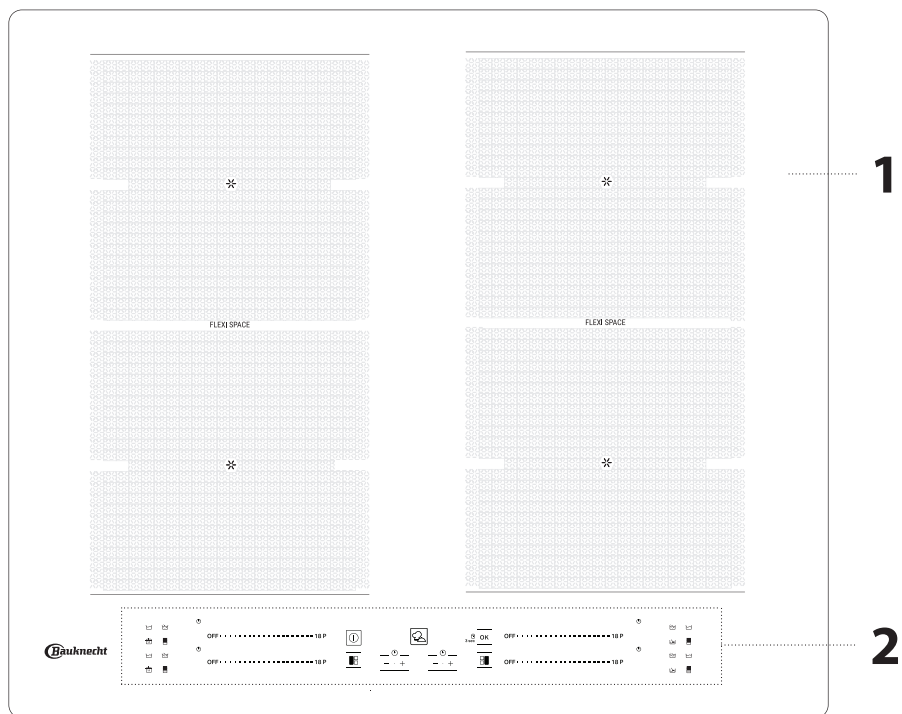 1
FLEXI SPACE FLEXI SPACE
OFF 18 P 3 sec OK OFF 18 P
Bauknecht
2
OFF 18 P - + - + OFF 18 P